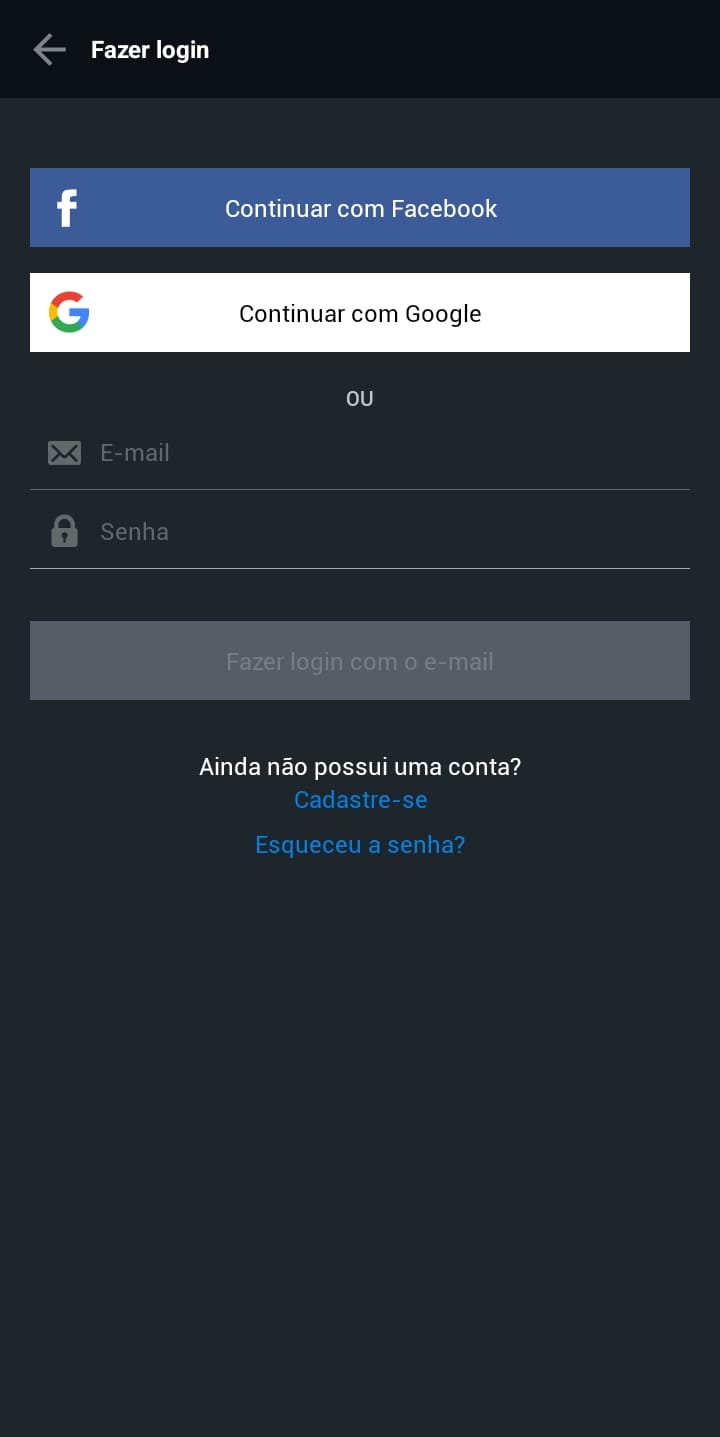 Fazer login
Continuar com Facebook
Continuar com Google
OU
E-mail
Senha
Fazer login com o e-mail
Ainda não possui uma conta?
Cadastre-se
Esqueceu a senha?